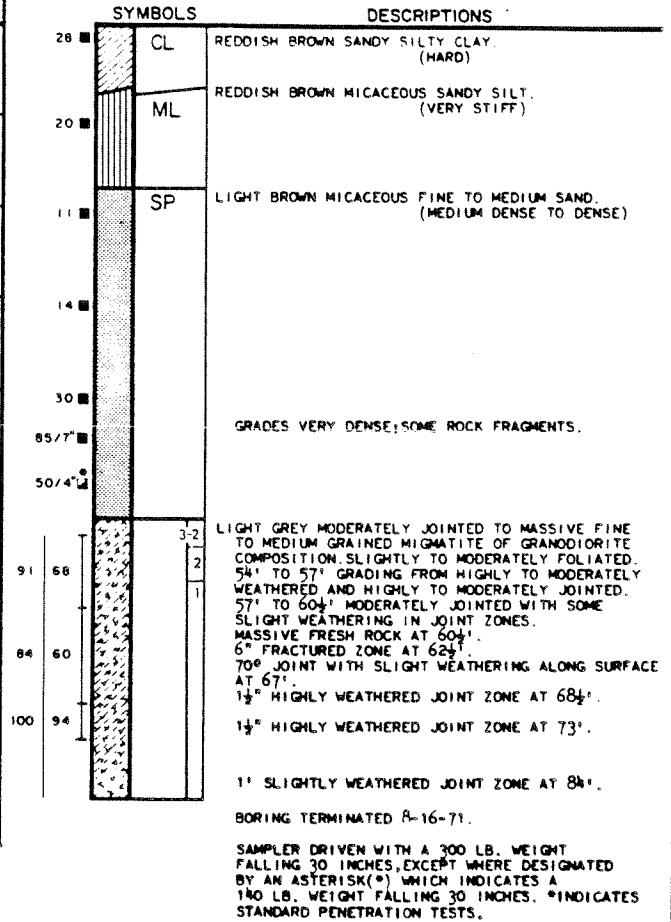 SYMBOLS DESCRIPTIONS
28 CL REDDISH BROWN SANDY SILTY CLAY.
(HARD)
REDDISH BROWN MICACEOUS SANDY SILT.
ML (VERY STIFF)
20
SP LIGHT BROWN MICACEOUS FINE TO MEDIUM SAND.
11 (MEDIUM DENSE TO DENSE)
14
30
GRADES VERY DENSE; SOME ROCK FRAGMENTS.
85/7"
*
50/4"
3-2 LIGHT GREY MODERATELY JOINTED TO MASSIVE FINE
TO MEDIUM GRAINED MIGMATITE OF GRANODIORITE
2 COMPOSITION. SLIGHTLY TO MODERATELY FOLIATED.
91 68 54' TO 57' GRADING FROM HIGHLY TO MODERATELY
1 WEATHERED AND HIGHLY TO MODERATELY JOINTED.
57' TO 60½' MODERATELY JOINTED WITH SOME
SLIGHT WEATHERING IN JOINT ZONES.
MASSIVE FRESH ROCK AT 60½'.
84 60 6" FRACTURED ZONE AT 62½'.
70° JOINT WITH SLIGHT WEATHERING ALONG SURFACE
AT 67'.
1½" HIGHLY WEATHERED JOINT ZONE AT 68½'.
100 94 1½" HIGHLY WEATHERED JOINT ZONE AT 73'.
1' SLIGHTLY WEATHERED JOINT ZONE AT 84'.
BORING TERMINATED 8-16-71.
SAMPLER DRIVEN WITH A 300 LB. WEIGHT
FALLING 30 INCHES, EXCEPT WHERE DESIGNATED
BY AN ASTERISK(*) WHICH INDICATES A
140 LB. WEIGHT FALLING 30 INCHES. *INDICATES
STANDARD PENETRATION TESTS.